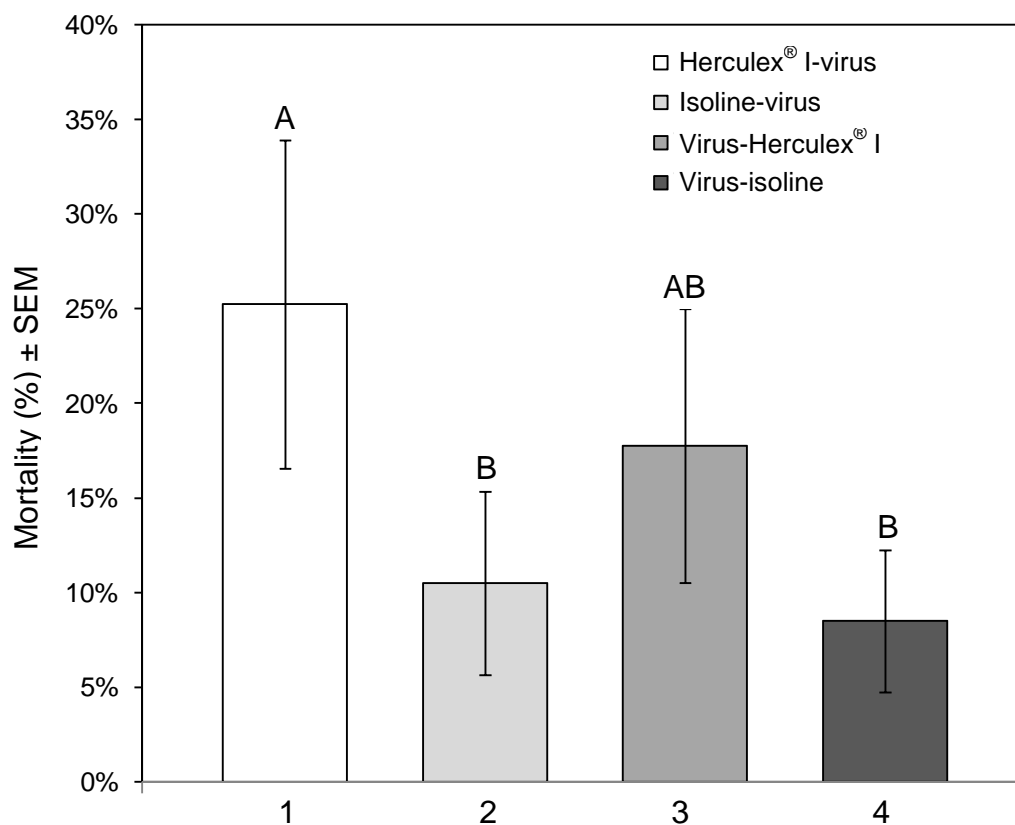 40%
35%
30%
25%
20%
15%
10%
5%
0%
Mortality (%) ± SEM
Herculex® I-virus
Isoline-virus
Virus-Herculex® I
Virus-isoline
A
B
AB
B
1
2
3
4